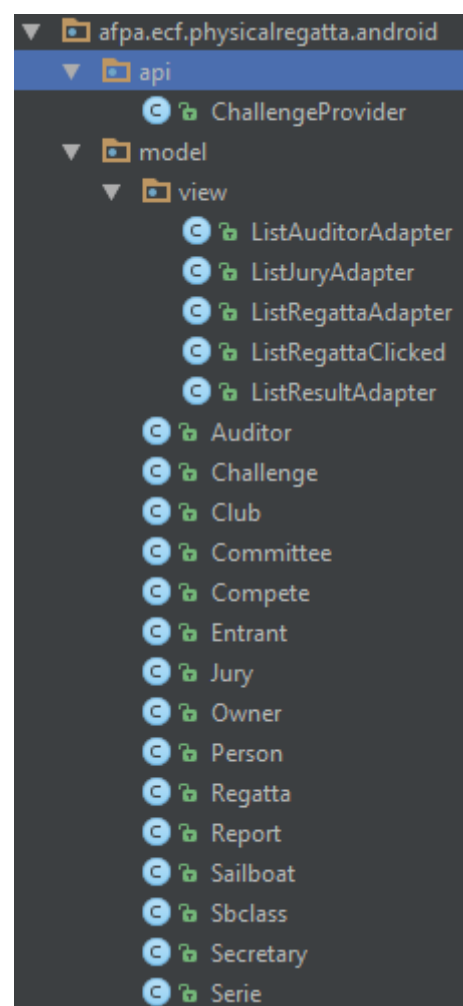 afpa.ecf.physicalregatta.android
api
C ChallengeProvider
model
view
C ListAuditorAdapter
C ListJuryAdapter
C ListRegattaAdapter
C ListRegattaClicked
C ListResultAdapter
C Auditor
C Challenge
C Club
C Committee
C Compete
C Entrant
C Jury
C Owner
C Person
C Regatta
C Report
C Sailboat
C Sbclass
C Secretary
C Serie